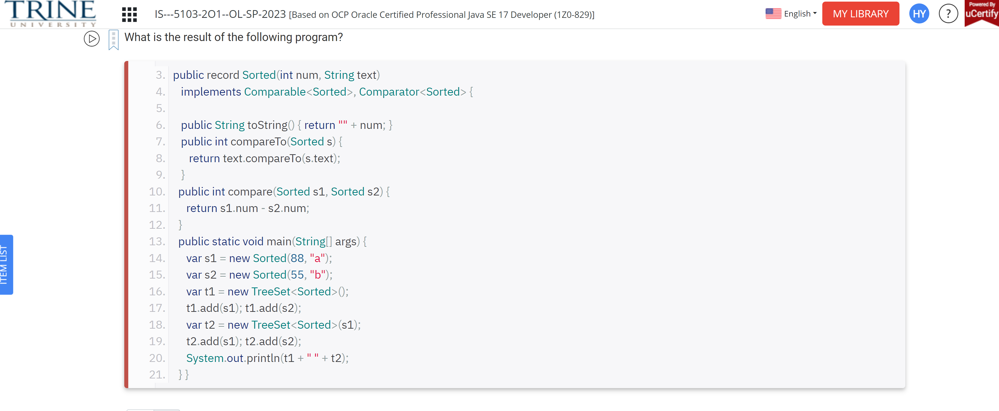 TRINE
UNIVERSITY
IS---5103-2O1--OL-SP-2023 [Based on OCP Oracle Certified Professional Java SE 17 Developer (1Z0-829)]
English
MY LIBRARY
HY
?
Powered By
uCertify
What is the result of the following program?
3. public record Sorted(int num, String text)
4. implements Comparable<Sorted>, Comparator<Sorted> {
5.
6. public String toString() { return "" + num; }
7. public int compareTo(Sorted s) {
8. return text.compareTo(s.text);
9. }
10. public int compare(Sorted s1, Sorted s2) {
11. return s1.num - s2.num;
12. }
13. public static void main(String[] args) {
14. var s1 = new Sorted(88, "a");
15. var s2 = new Sorted(55, "b");
16. var t1 = new TreeSet<Sorted>();
17. t1.add(s1); t1.add(s2);
18. var t2 = new TreeSet<Sorted>(s1);
19. t2.add(s1); t2.add(s2);
20. System.out.println(t1 + " " + t2);
21. } }
ITEM LIST